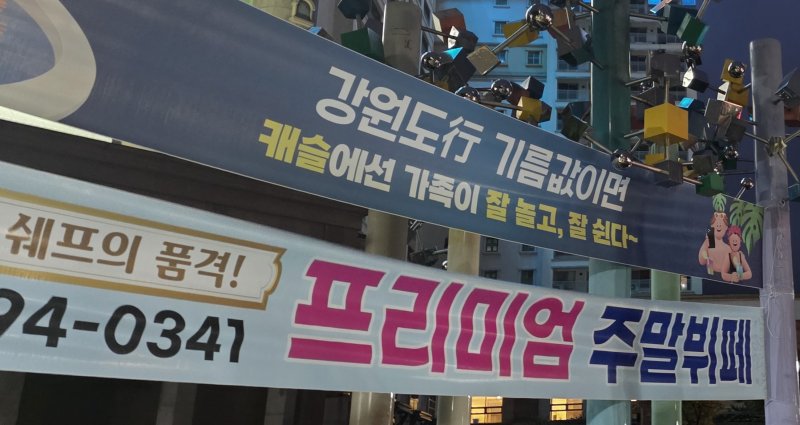 강원도行 기름값이면
캐슬에선 가족이 잘 놀고, 잘 쉰다~
쉐프의 품격!
94-0341
프리미엄 주말뷔페